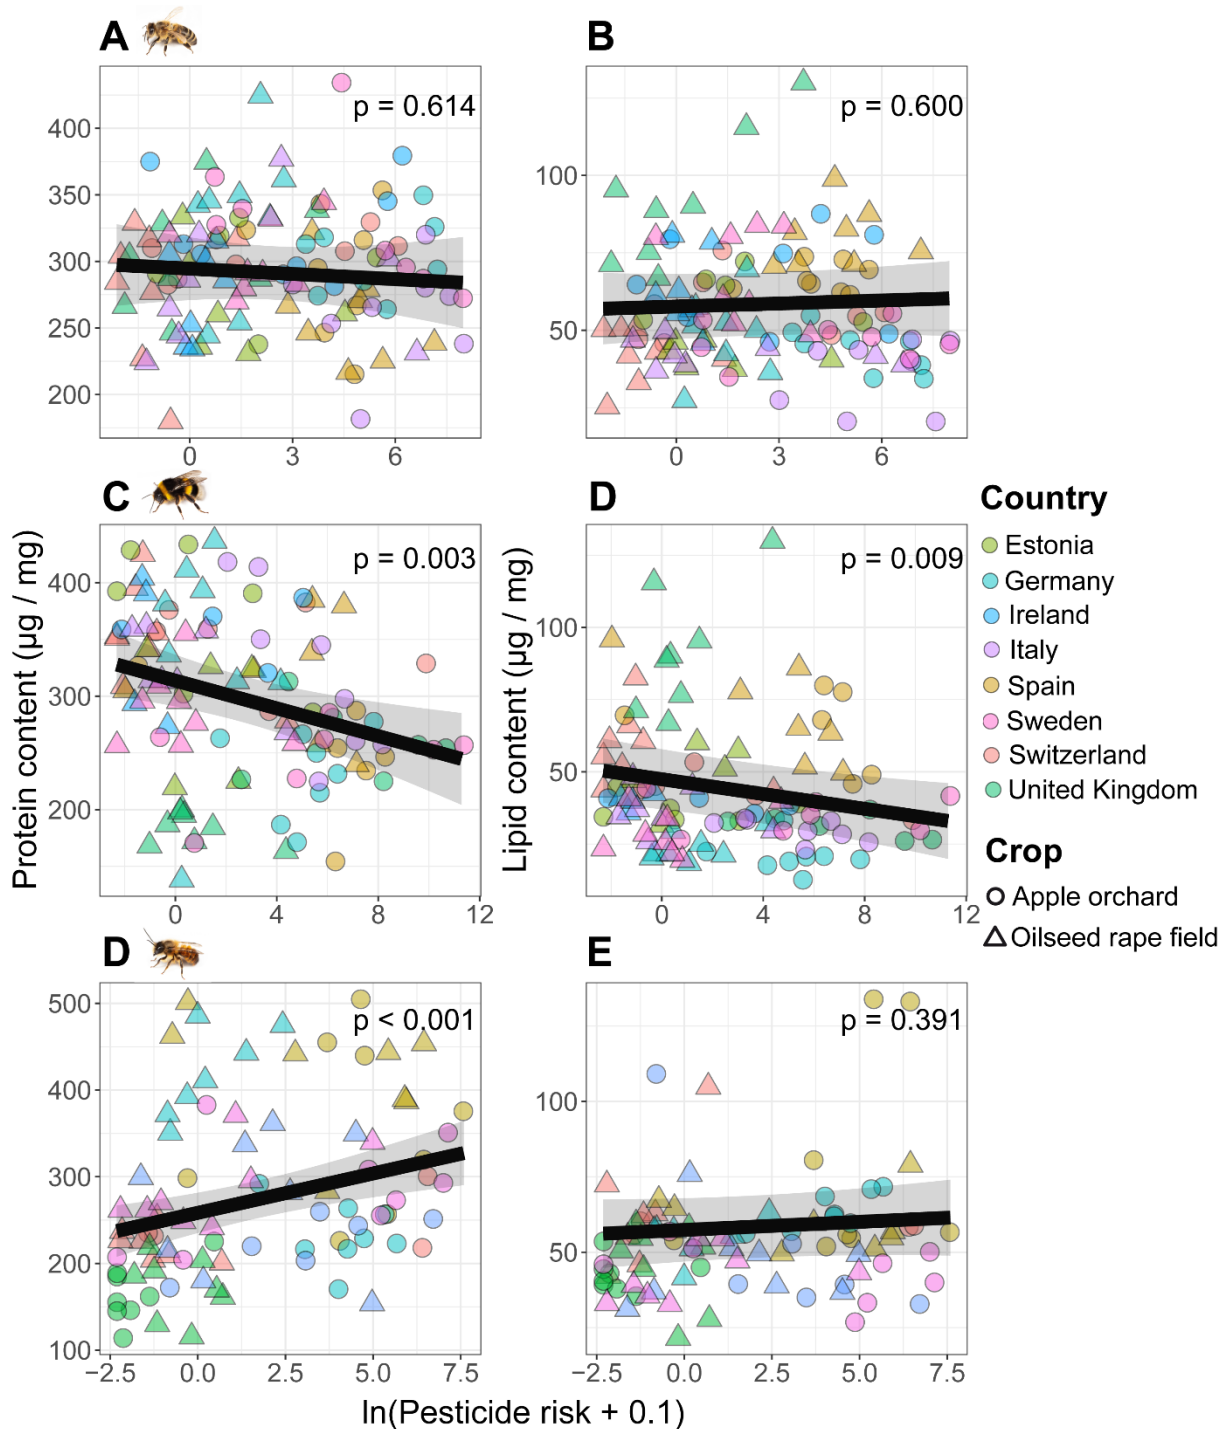 A
B
p = 0.614
p = 0.600
400
350
300
250
200
100
50
0 3 6
0 3 6
C
D
p = 0.003
p = 0.009
Protein content (µg / mg)
400
300
200
Lipid content (µg / mg)
100
50
0 4 8 12
0 4 8 12
Country
Estonia
Germany
Ireland
Italy
Spain
Sweden
Switzerland
United Kingdom
Crop
Apple orchard
Oilseed rape field
D
E
p < 0.001
p = 0.391
500
400
300
200
100
100
50
−2.5 0.0 2.5 5.0 7.5
−2.5 0.0 2.5 5.0 7.5
ln(Pesticide risk + 0.1)